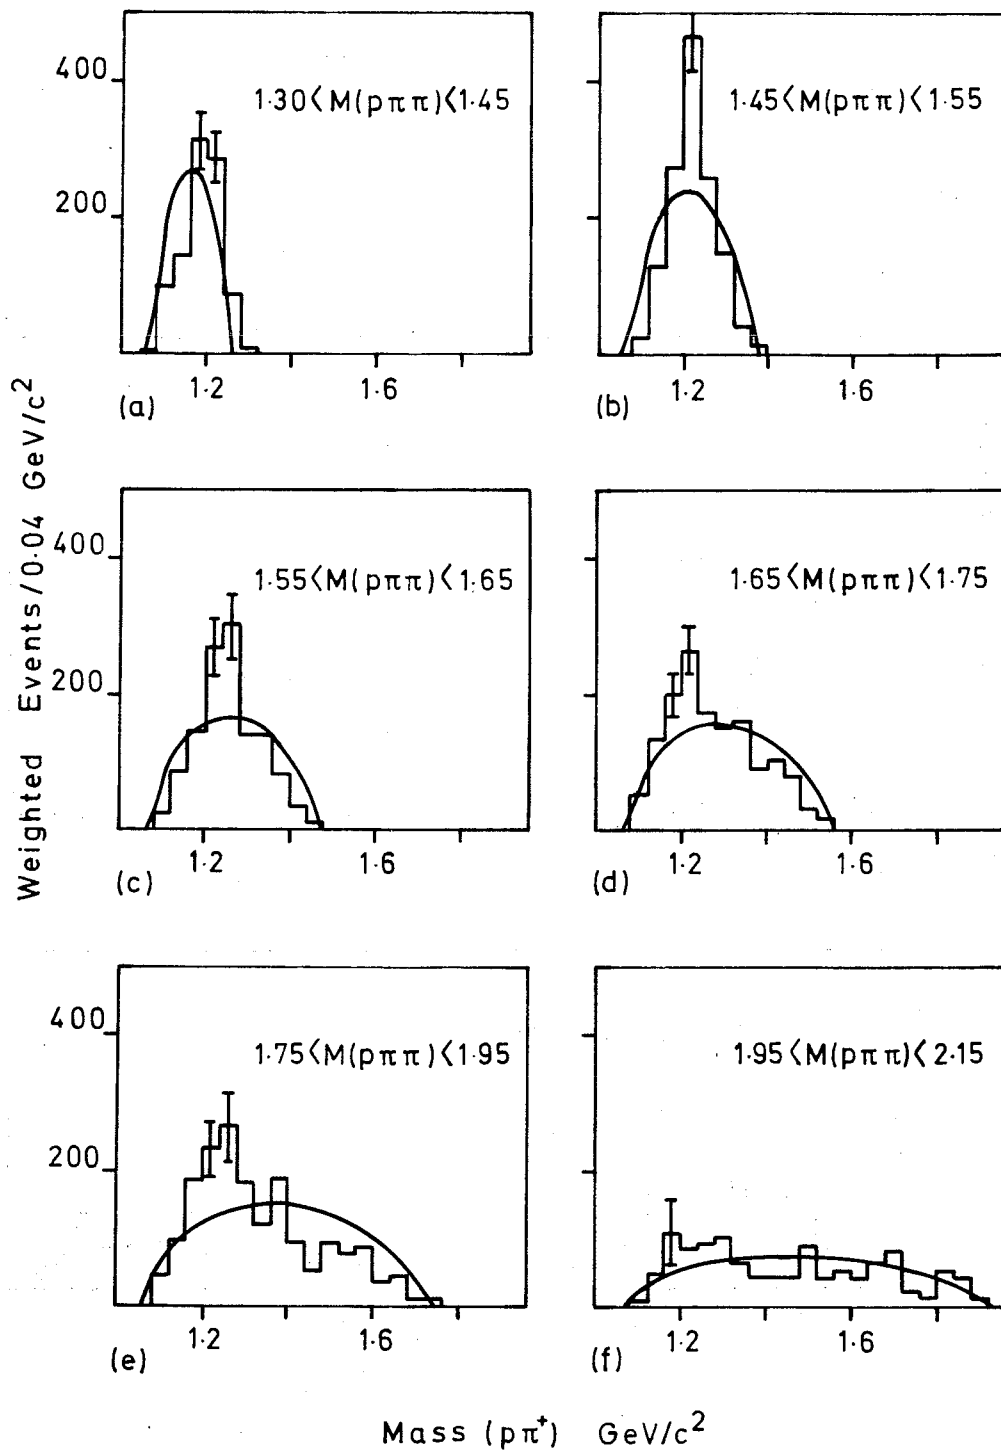 400
200
1·30<M(pππ)<1·45
1·2
1·6
(a)
1·45<M(pππ)<1·55
1·2
1·6
(b)
Weighted Events/0·04 GeV/c²
400
200
1·55<M(pππ)<1·65
1·2
1·6
(c)
1·65<M(pππ)<1·75
1·2
1·6
(d)
400
200
1·75<M(pππ)<1·95
1·2
1·6
(e)
1·95<M(pππ)<2·15
1·2
1·6
(f)
Mass (pπ⁺) GeV/c²